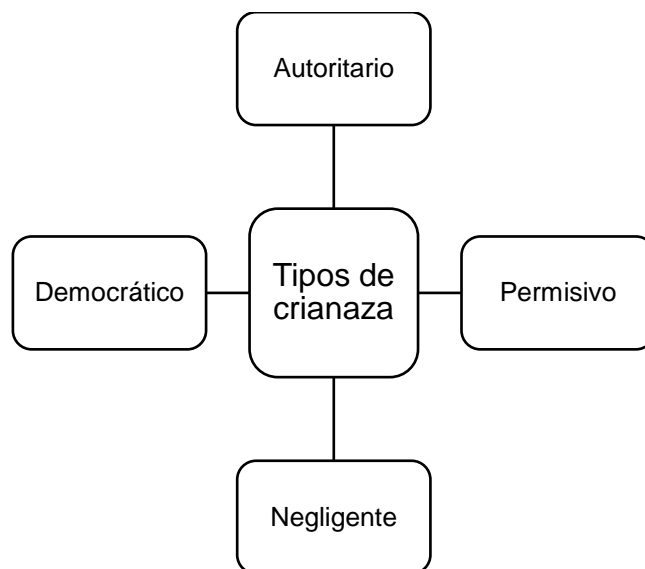 Autoritario
Democrático
Tipos de
crianaza
Permisivo
Negligente